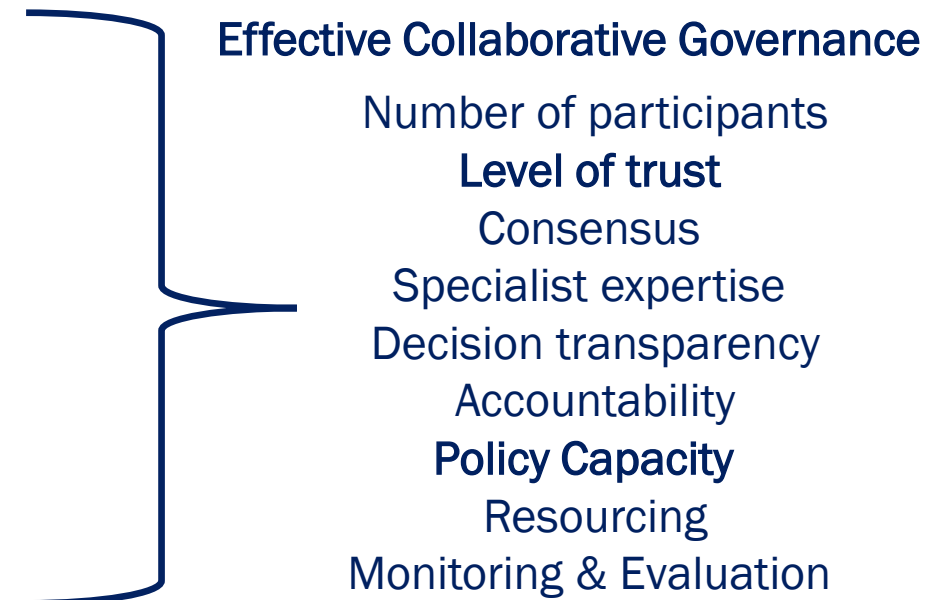 Effective Collaborative Governance
Number of participants
Level of trust
Consensus
Specialist expertise
Decision transparency
Accountability
Policy Capacity
Resourcing
Monitoring & Evaluation